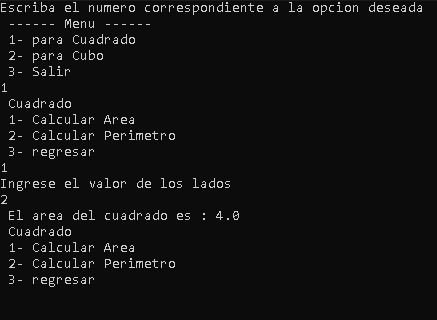 Escriba el numero correspondiente a la opcion deseada
------ Menu ------
1- para Cuadrado
2- para Cubo
3- Salir
1
Cuadrado
1- Calcular Area
2- Calcular Perimetro
3- regresar
1
Ingrese el valor de los lados
2
El area del cuadrado es : 4.0
Cuadrado
1- Calcular Area
2- Calcular Perimetro
3- regresar